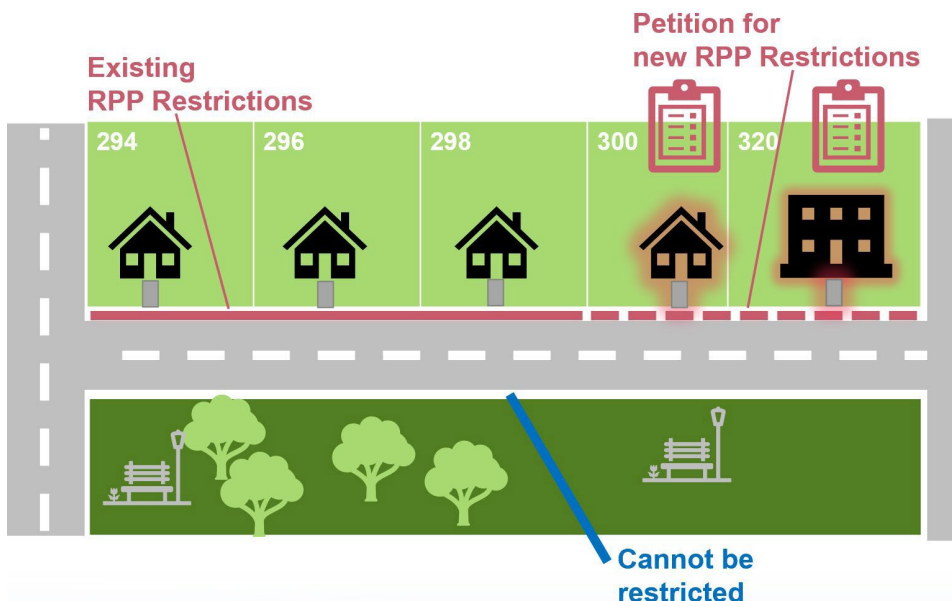 Petition for
new RPP Restrictions
Existing
RPP Restrictions
294
296
298
300
320
Cannot be
restricted